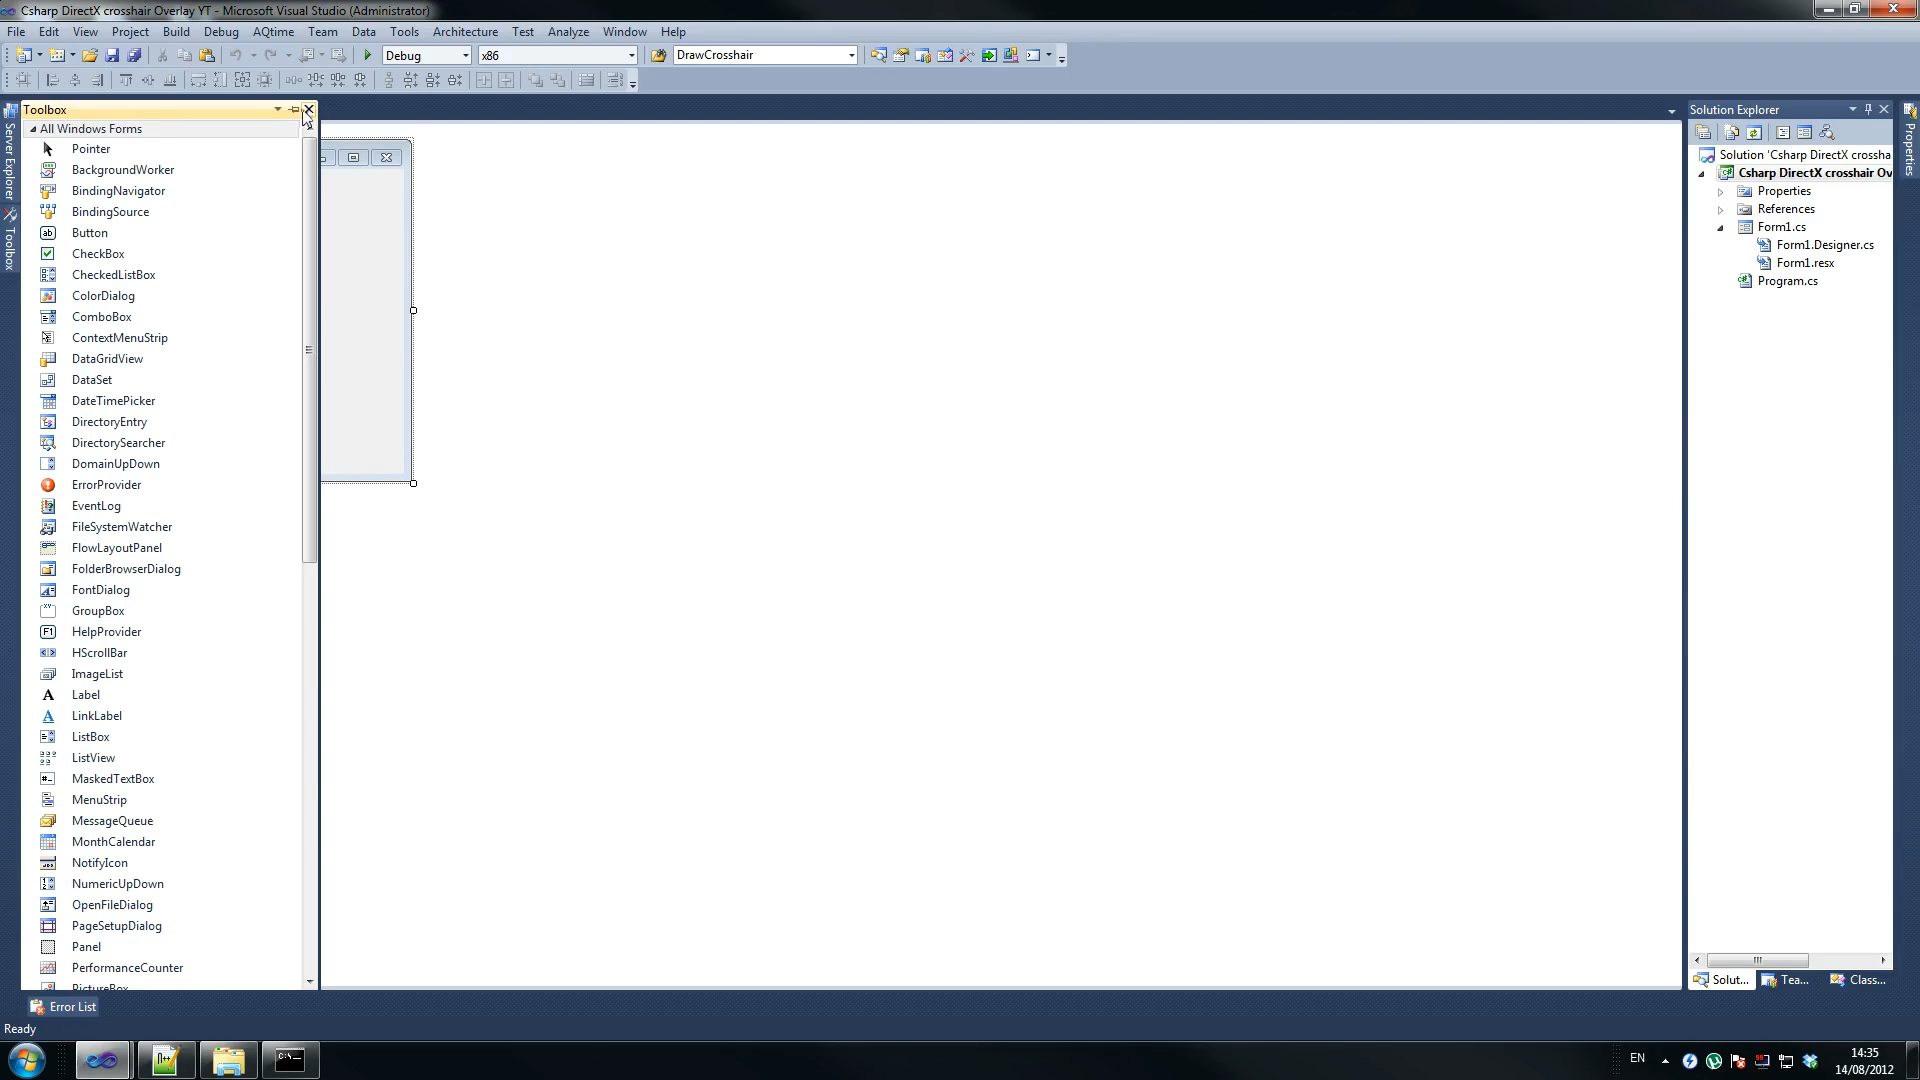 Csharp DirectX crosshair Overlay YT - Microsoft Visual Studio (Administrator)
File Edit View Project Build Debug AQtime Team Data Tools Architecture Test Analyze Window Help
Debug x86 DrawCrosshair
Toolbox
All Windows Forms
Pointer
BackgroundWorker
BindingNavigator
BindingSource
Button
CheckBox
CheckedListBox
ColorDialog
ComboBox
ContextMenuStrip
DataGridView
DataSet
DateTimePicker
DirectoryEntry
DirectorySearcher
DomainUpDown
ErrorProvider
EventLog
FileSystemWatcher
FlowLayoutPanel
FolderBrowserDialog
FontDialog
GroupBox
HelpProvider
HScrollBar
ImageList
Label
LinkLabel
ListBox
ListView
MaskedTextBox
MenuStrip
MessageQueue
MonthCalendar
NotifyIcon
NumericUpDown
OpenFileDialog
PageSetupDialog
Panel
PerformanceCounter
PictureBox
Server Explorer
Toolbox
Solution Explorer
Solution 'Csharp DirectX crossha
Csharp DirectX crosshair Ov
Properties
References
Form1.cs
Form1.Designer.cs
Form1.resx
Program.cs
Solut... Tea... Class...
Properties
Error List
Ready
EN
14:35
14/08/2012